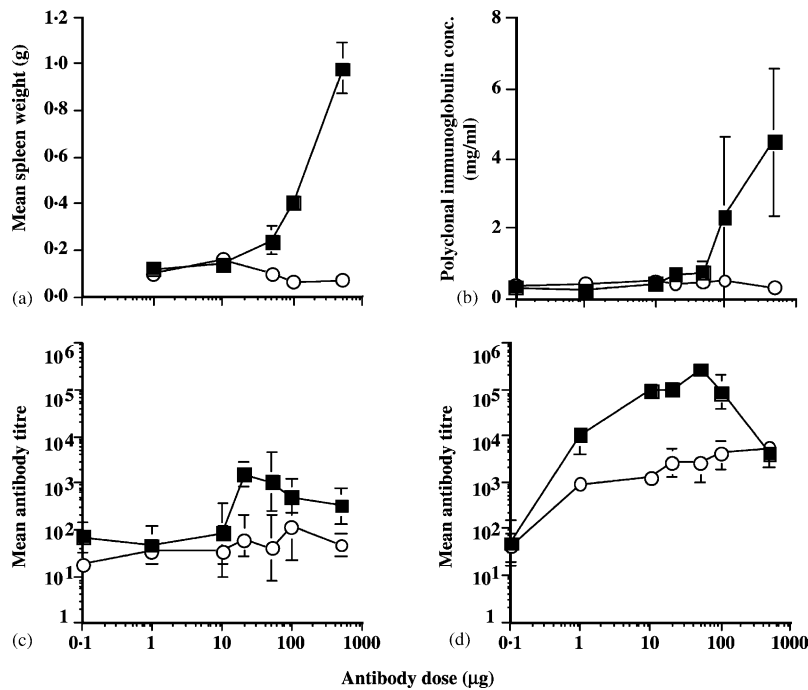 1·2
1·0
0·8
0·6
0·4
0·2
0·0
Mean spleen weight (g)
(a)
8
6
4
2
0
Polyclonal immunoglobulin conc.
(mg/ml)
(b)
10⁶
10⁵
10⁴
10³
10²
10¹
1
Mean antibody titre
(c)
0·1 1 10 100 1000
10⁶
10⁵
10⁴
10³
10²
10¹
1
Mean antibody titre
(d)
0·1 1 10 100 1000
Antibody dose (µg)